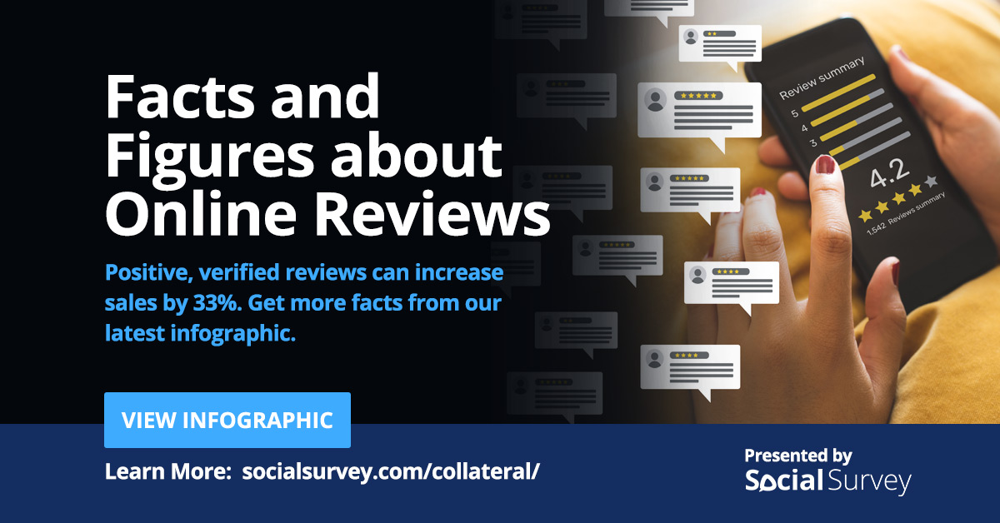 Facts and
Figures about
Online Reviews
Positive, verified reviews can increase
sales by 33%. Get more facts from our
latest infographic.
VIEW INFOGRAPHIC
Learn More: socialsurvey.com/collateral/
Review summary
5
4
3
4.2
1,542 Reviews summary
Presented by
SocialSurvey